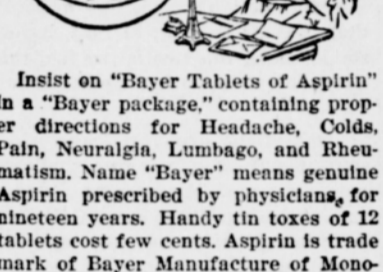 Insist on "Bayer Tablets of Aspirin"
in a "Bayer package," containing prop-
er directions for Headache, Colds,
Pain, Neuralgia, Lumbago, and Rheu-
matism. Name "Bayer" means genuine
Aspirin prescribed by physicians, for
nineteen years. Handy tin toxes of 12
tablets cost few cents. Aspirin is trade
mark of Bayer Manufacture of Mono-